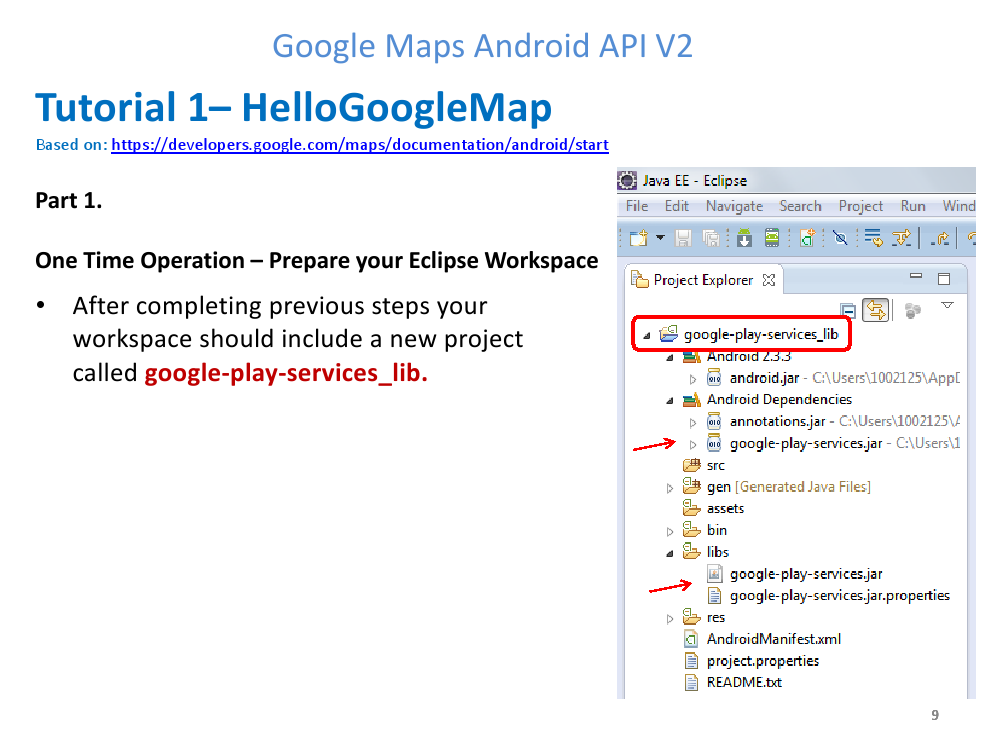 Google Maps Android API V2
Tutorial 1– HelloGoogleMap
Based on: https://developers.google.com/maps/documentation/android/start
Part 1.
One Time Operation – Prepare your Eclipse Workspace
• After completing previous steps your
workspace should include a new project
called google-play-services_lib.
Java EE - Eclipse
File Edit Navigate Search Project Run Wind
Project Explorer
google-play-services_lib
Android 2.3.3
android.jar - C:\Users\1002125\AppD
Android Dependencies
annotations.jar - C:\Users\1002125\A
google-play-services.jar - C:\Users\1
src
gen [Generated Java Files]
assets
bin
libs
google-play-services.jar
google-play-services.jar.properties
res
AndroidManifest.xml
project.properties
README.txt
9